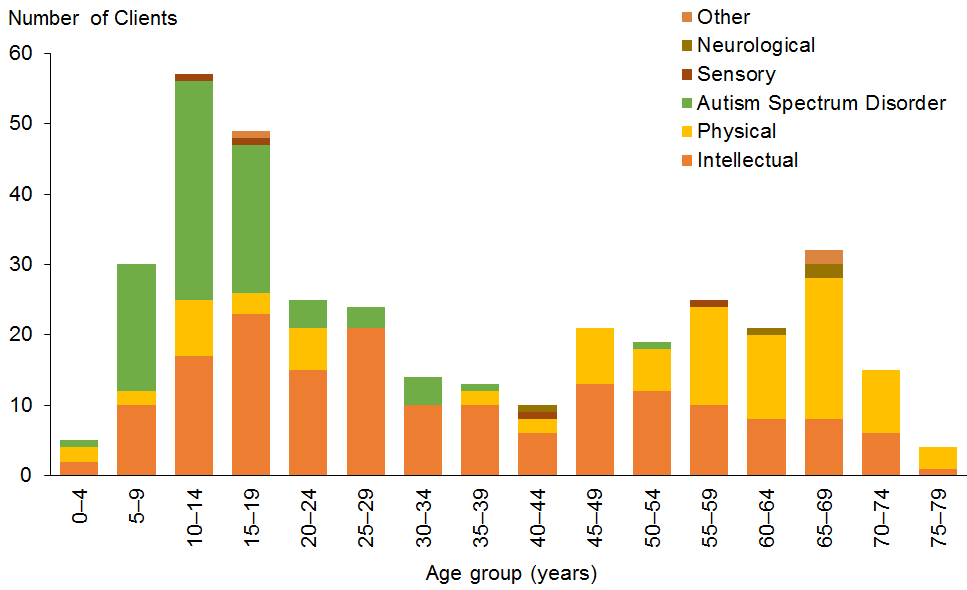 Number of Clients
Other
Neurological
Sensory
Autism Spectrum Disorder
Physical
Intellectual
60
50
40
30
20
10
0
0–4
5–9
10–14
15–19
20–24
25–29
30–34
35–39
40–44
45–49
50–54
55–59
60–64
65–69
70–74
75–79
Age group (years)